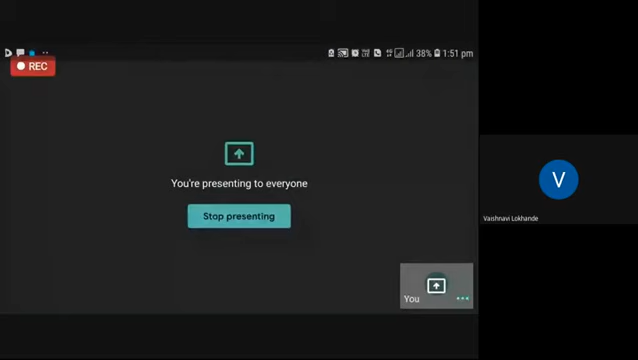 38% 1:51 pm
REC
You're presenting to everyone
Stop presenting
You
V
Vaishnavi Lokhande